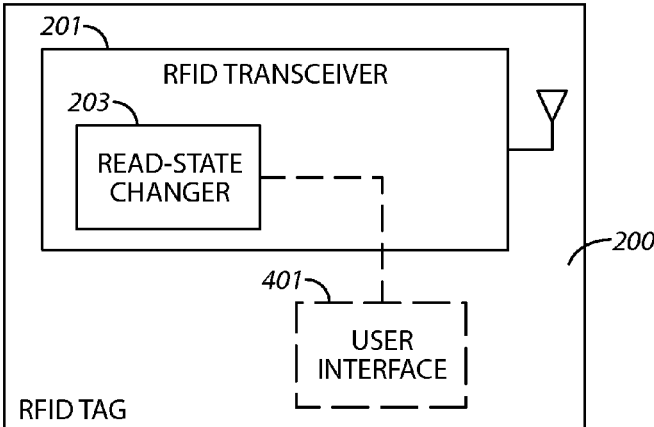 201
RFID TRANSCEIVER
203
READ-STATE
CHANGER
200
401
USER
INTERFACE
RFID TAG